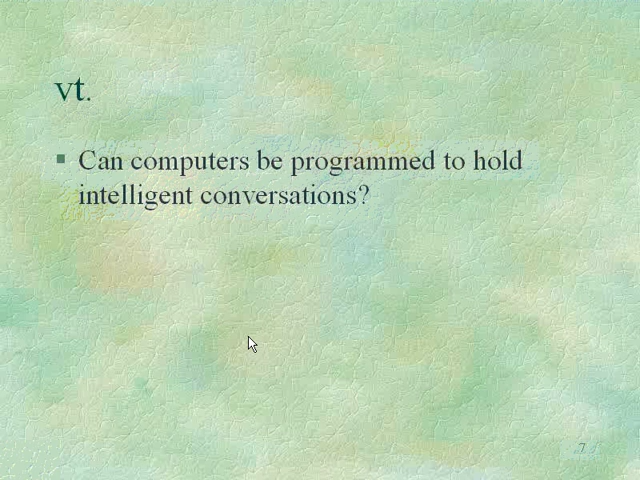 vt.
Can computers be programmed to hold
intelligent conversations?
7